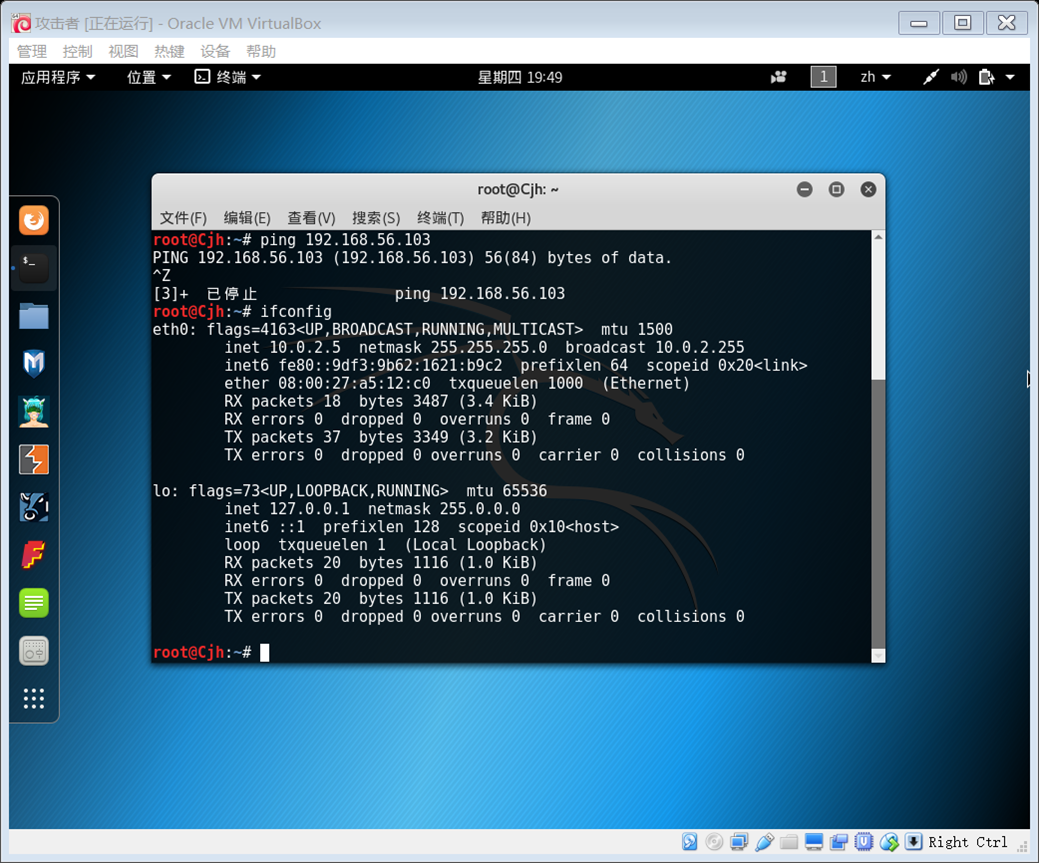 攻击者 [正在运行] - Oracle VM VirtualBox
管理 控制 视图 热键 设备 帮助
应用程序 位置 终端 星期四 19:49 1 zh
root@Cjh: ~
文件(F) 编辑(E) 查看(V) 搜索(S) 终端(T) 帮助(H)
root@Cjh:~# ping 192.168.56.103
PING 192.168.56.103 (192.168.56.103) 56(84) bytes of data.
^Z
[3]+  已停止               ping 192.168.56.103
root@Cjh:~# ifconfig
eth0: flags=4163<UP,BROADCAST,RUNNING,MULTICAST>  mtu 1500
        inet 10.0.2.5  netmask 255.255.255.0  broadcast 10.0.2.255
        inet6 fe80::9df3:9b62:1621:b9c2  prefixlen 64  scopeid 0x20<link>
        ether 08:00:27:a5:12:c0  txqueuelen 1000  (Ethernet)
        RX packets 18  bytes 3487 (3.4 KiB)
        RX errors 0  dropped 0  overruns 0  frame 0
        TX packets 37  bytes 3349 (3.2 KiB)
        TX errors 0  dropped 0 overruns 0  carrier 0  collisions 0
lo: flags=73<UP,LOOPBACK,RUNNING>  mtu 65536
        inet 127.0.0.1  netmask 255.0.0.0
        inet6 ::1  prefixlen 128  scopeid 0x10<host>
        loop  txqueuelen 1  (Local Loopback)
        RX packets 20  bytes 1116 (1.0 KiB)
        RX errors 0  dropped 0  overruns 0  frame 0
        TX packets 20  bytes 1116 (1.0 KiB)
        TX errors 0  dropped 0 overruns 0  carrier 0  collisions 0
root@Cjh:~#
Right Ctrl